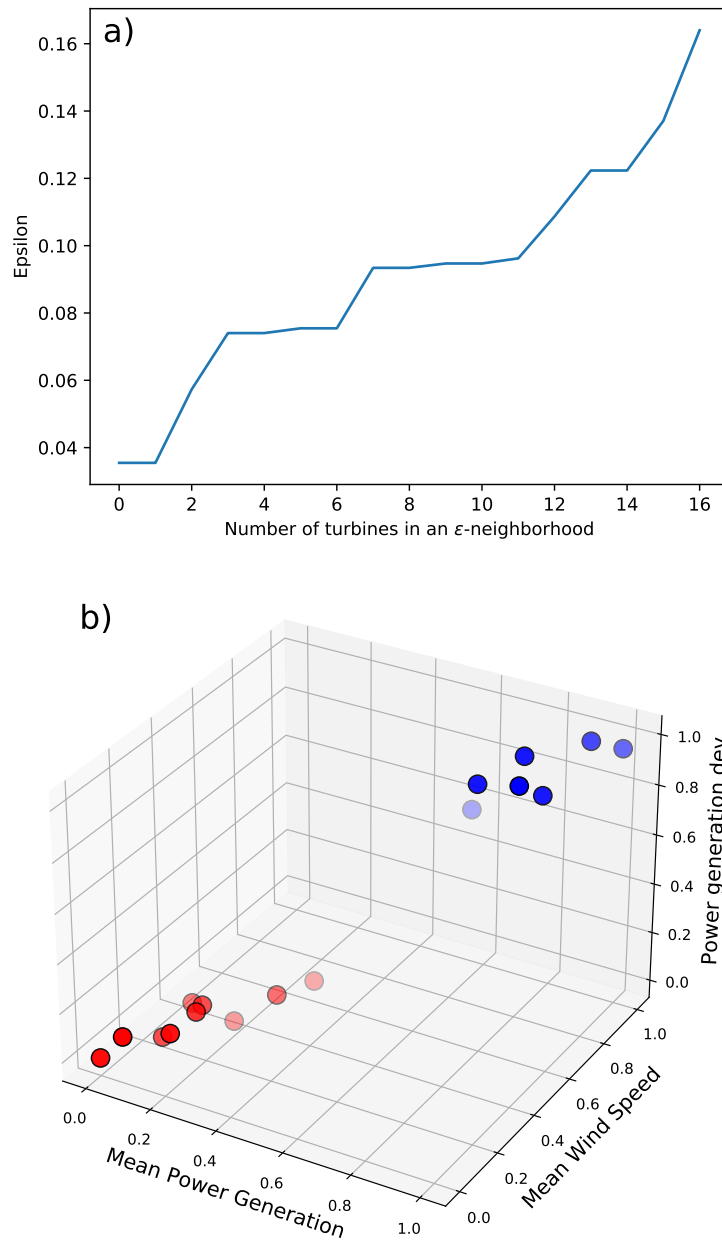 a)
0.16
0.14
0.12
0.10
0.08
0.06
0.04
Epsilon
0 2 4 6 8 10 12 14 16
Number of turbines in an ε-neighborhood
b)
1.0
0.8
0.6
0.4
0.2
0.0
Power generation dev
0.0 0.2 0.4 0.6 0.8 1.0
Mean Power Generation
0.0 0.2 0.4 0.6 0.8 1.0
Mean Wind Speed